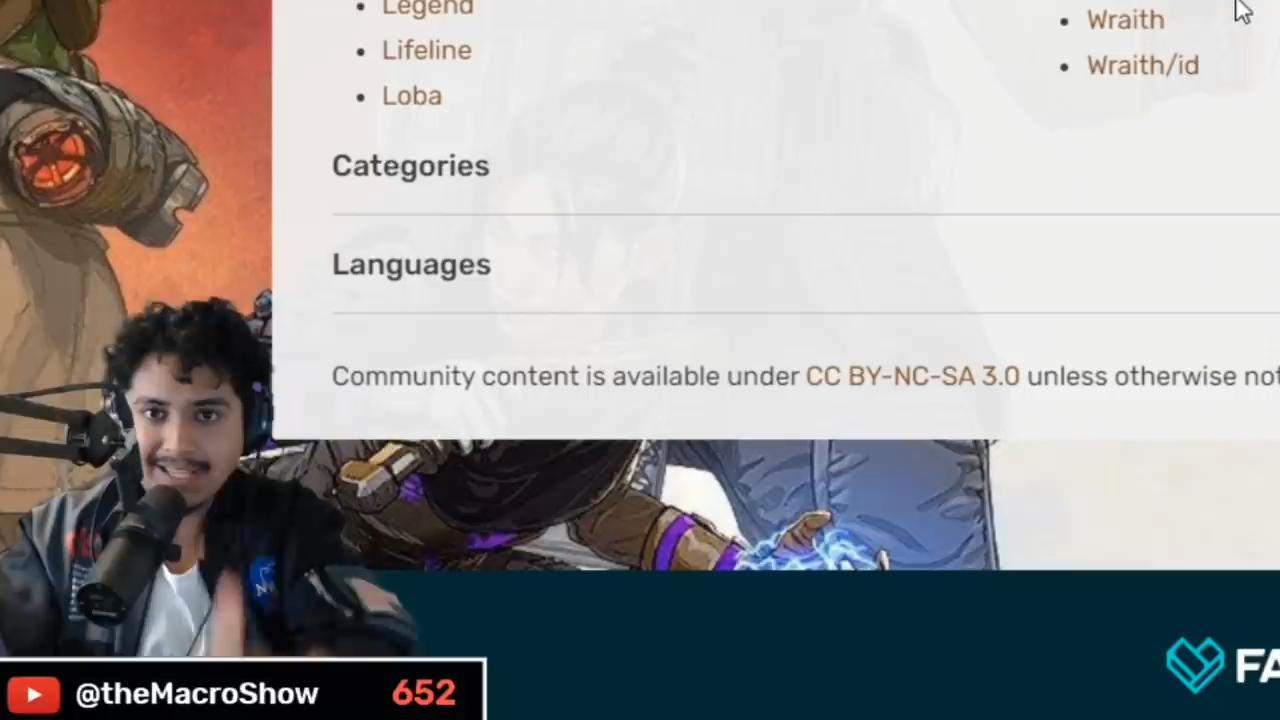 Legend
Lifeline
Loba
Wraith
Wraith/id
Categories
Languages
Community content is available under CC BY-NC-SA 3.0 unless otherwise not
FA
@theMacroShow 652